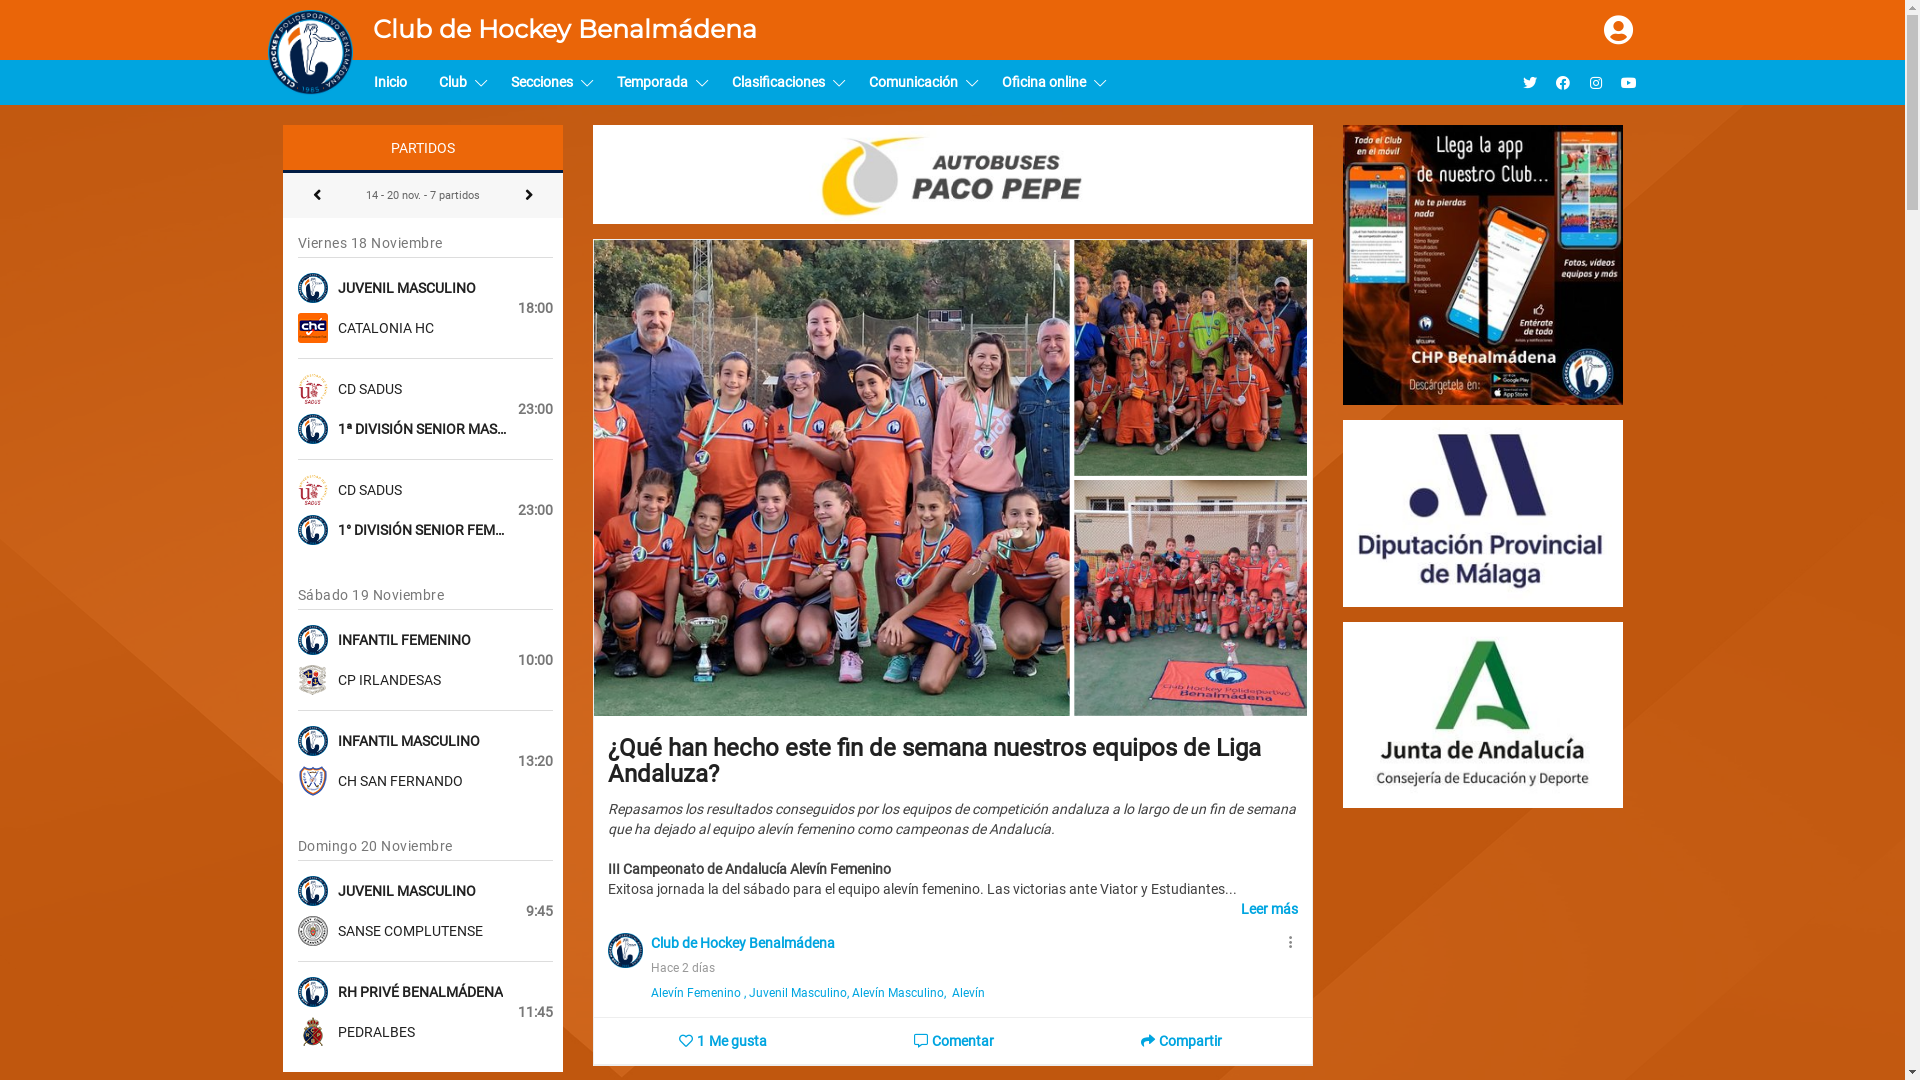 Club de Hockey Benalmádena
Inicio
Club
Secciones
Temporada
Clasificaciones
Comunicación
Oficina online
PARTIDOS
14 - 20 nov. - 7 partidos
Viernes 18 Noviembre
JUVENIL MASCULINO
18:00
CATALONIA HC
CD SADUS
23:00
1ª DIVISIÓN SENIOR MAS...
CD SADUS
23:00
1° DIVISIÓN SENIOR FEM...
Sábado 19 Noviembre
INFANTIL FEMENINO
10:00
CP IRLANDESAS
INFANTIL MASCULINO
13:20
CH SAN FERNANDO
Domingo 20 Noviembre
JUVENIL MASCULINO
9:45
SANSE COMPLUTENSE
RH PRIVÉ BENALMÁDENA
11:45
PEDRALBES
AUTOBUSES
PACO PEPE
Club Hockey Polideportivo
Benalmádena
¿Qué han hecho este fin de semana nuestros equipos de Liga
Andaluza?
Repasamos los resultados conseguidos por los equipos de competición andaluza a lo largo de un fin de semana
que ha dejado al equipo alevín femenino como campeonas de Andalucía.
III Campeonato de Andalucía Alevín Femenino
Exitosa jornada la del sábado para el equipo alevín femenino. Las victorias ante Viator y Estudiantes...
Leer más
Club de Hockey Benalmádena
Hace 2 días
Alevín Femenino , Juvenil Masculino, Alevín Masculino, Alevín
1 Me gusta
Comentar
Compartir
Todo el Club
en el móvil
Llega la app
de nuestro Club...
No te pierdas
nada
Fotos, vídeos
equipos y más
Entérate
de todo
CHP Benalmádena
Descárgetela en:
Google Play
App Store
Diputación Provincial
de Málaga
Junta de Andalucía
Consejería de Educación y Deporte